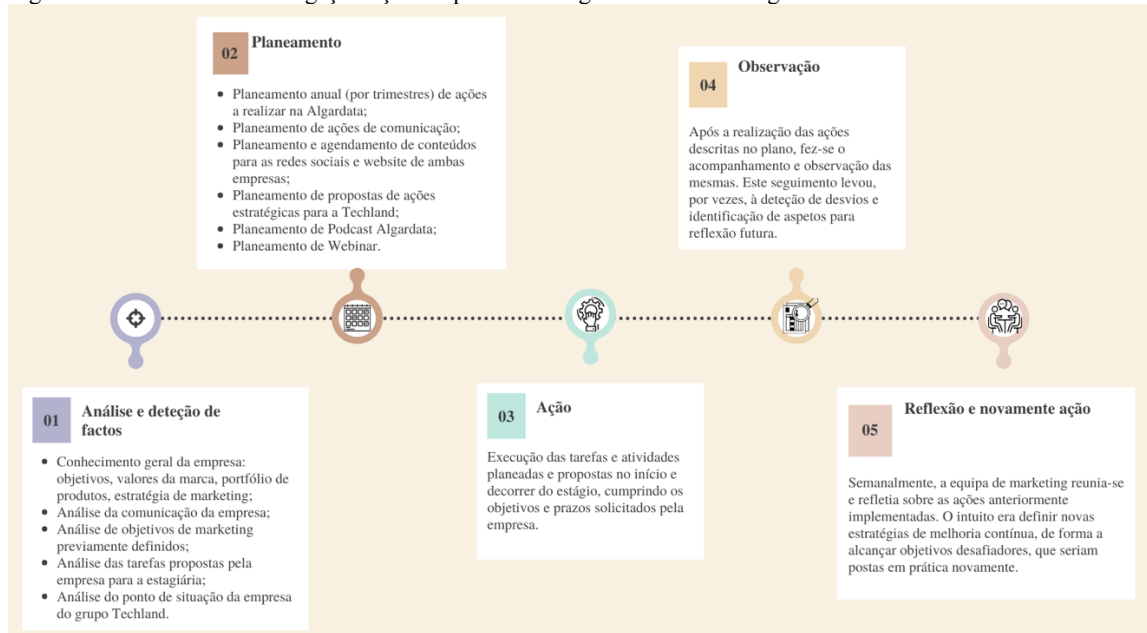 02
Planeamento
Planeamento anual (por trimestres) de ações
a realizar na Algardata;
Planeamento de ações de comunicação;
Planeamento e agendamento de conteúdos
para as redes sociais e website de ambas
empresas;
Planeamento de propostas de ações
estratégicas para a Techland;
Planeamento de Podcast Algardata;
Planeamento de Webinar.
04
Observação
Após a realização das ações
descritas no plano, fez-se o
acompanhamento e observação das
mesmas. Este seguimento levou,
por vezes, à deteção de desvios e
identificação de aspetos para
reflexão futura.
01
Análise e deteção de
factos
Conhecimento geral da empresa:
objetivos, valores da marca, portfólio de
produtos, estratégia de marketing;
Análise da comunicação da empresa;
Análise de objetivos de marketing
previamente definidos;
Análise das tarefas propostas pela
empresa para a estagiária;
Análise do ponto de situação da empresa
do grupo Techland.
03
Ação
Execução das tarefas e atividades
planeadas e propostas no início e
decorrer do estágio, cumprindo os
objetivos e prazos solicitados pela
empresa.
05
Reflexão e novamente ação
Semanalmente, a equipa de marketing reunia-se
e refletia sobre as ações anteriormente
implementadas. O intuito era definir novas
estratégias de melhoria contínua, de forma a
alcançar objetivos desafiadores, que seriam
postas em prática novamente.